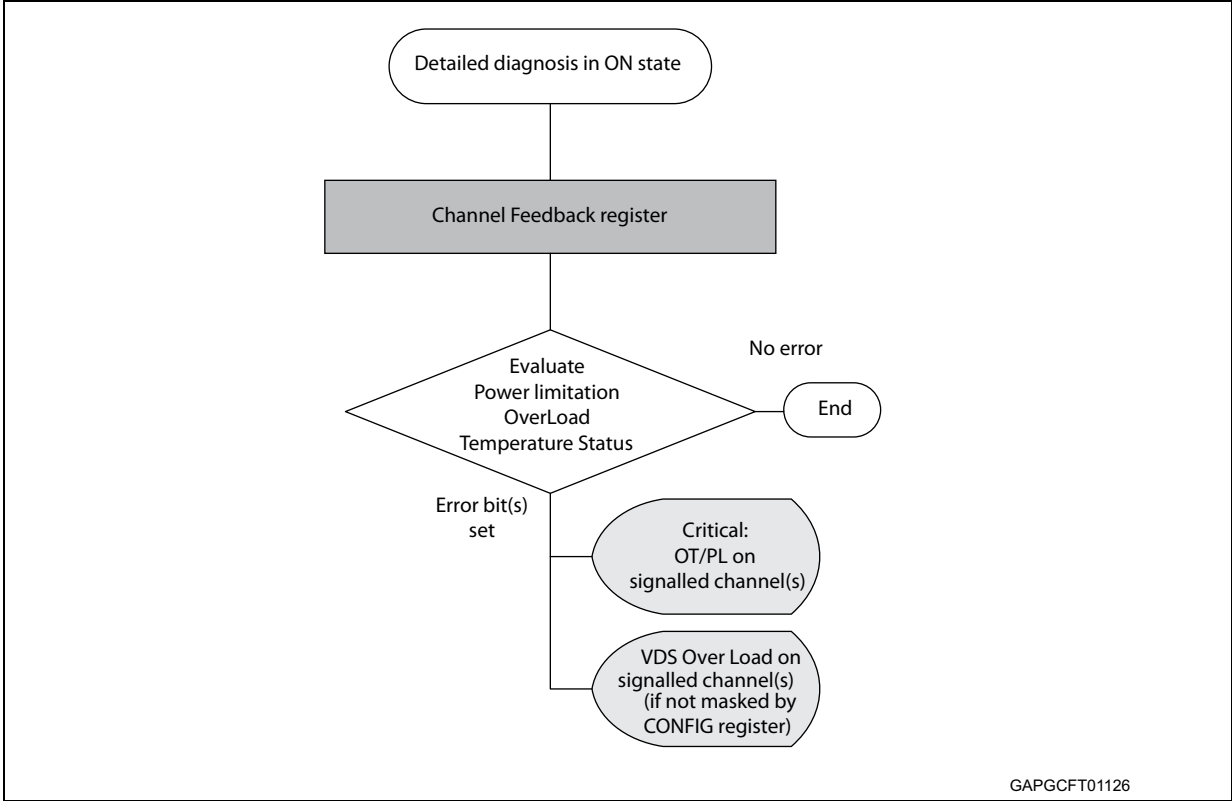 Detailed diagnosis in ON state
Channel Feedback register
Evaluate
Power limitation
OverLoad
Temperature Status
No error
End
Error bit(s)
set
Critical:
OT/PL on
signalled channel(s)
VDS Over Load on
signalled channel(s)
(if not masked by
CONFIG register)
GAPGCFT01126